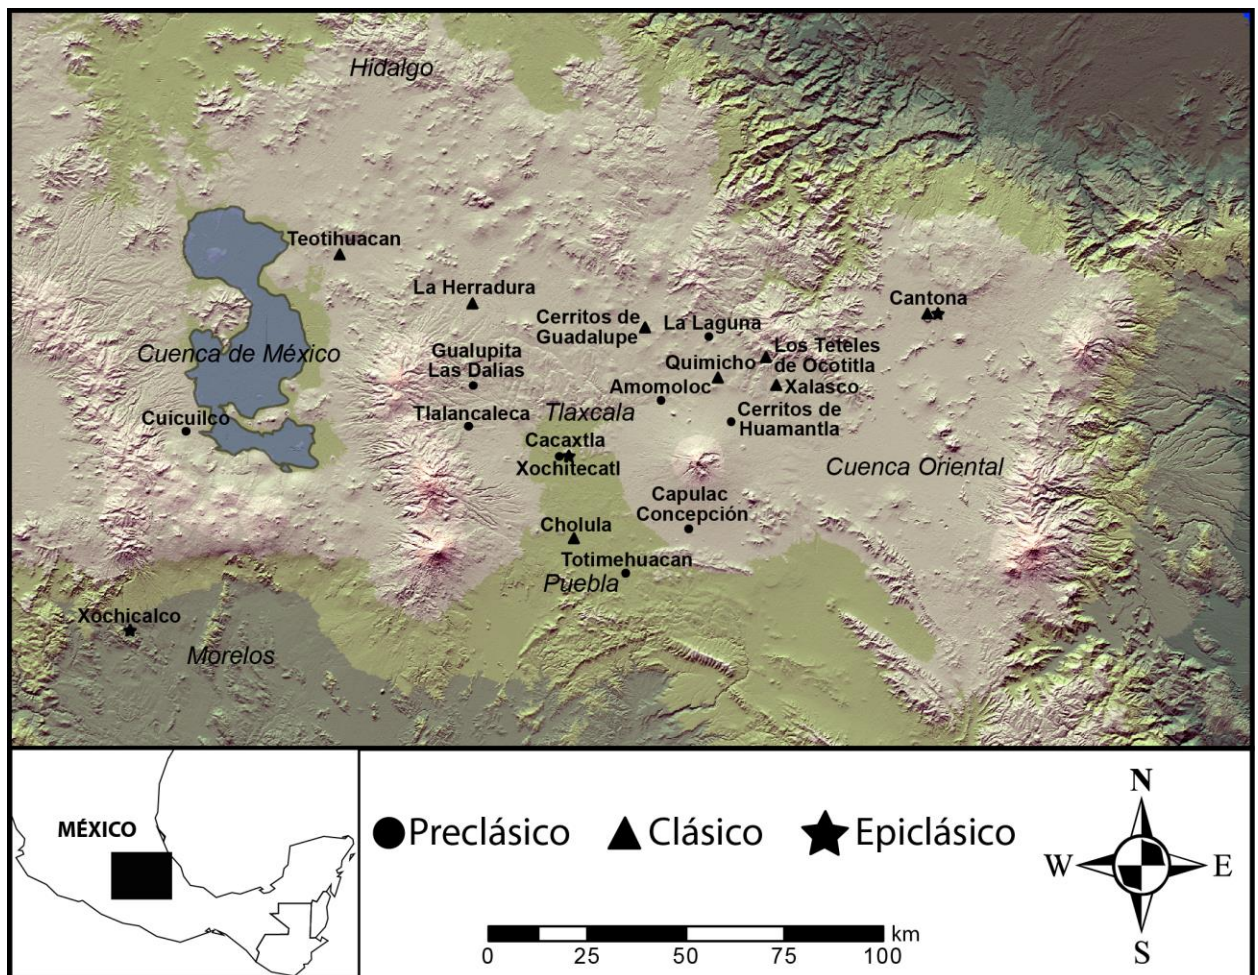 Hidalgo
Teotihuacan
La Herradura
Cerritos de
Guadalupe
La Laguna
Cantona
Cuenca de México
Gualupita
Las Dalias
Quimicho
Los Teteles
de Ocotitla
Amomoloc
Xalasco
Cuicuilco
Tlalancaleca
Tlaxcala
Cerritos de
Huamantla
Cacaxtla
Xochitecatl
Cuenca Oriental
Capulac
Concepción
Cholula
Totimehuacan
Puebla
Xochicalco
Morelos
MÉXICO
Preclásico
Clásico
Epiclásico
N
W
E
S
km
0 25 50 75 100